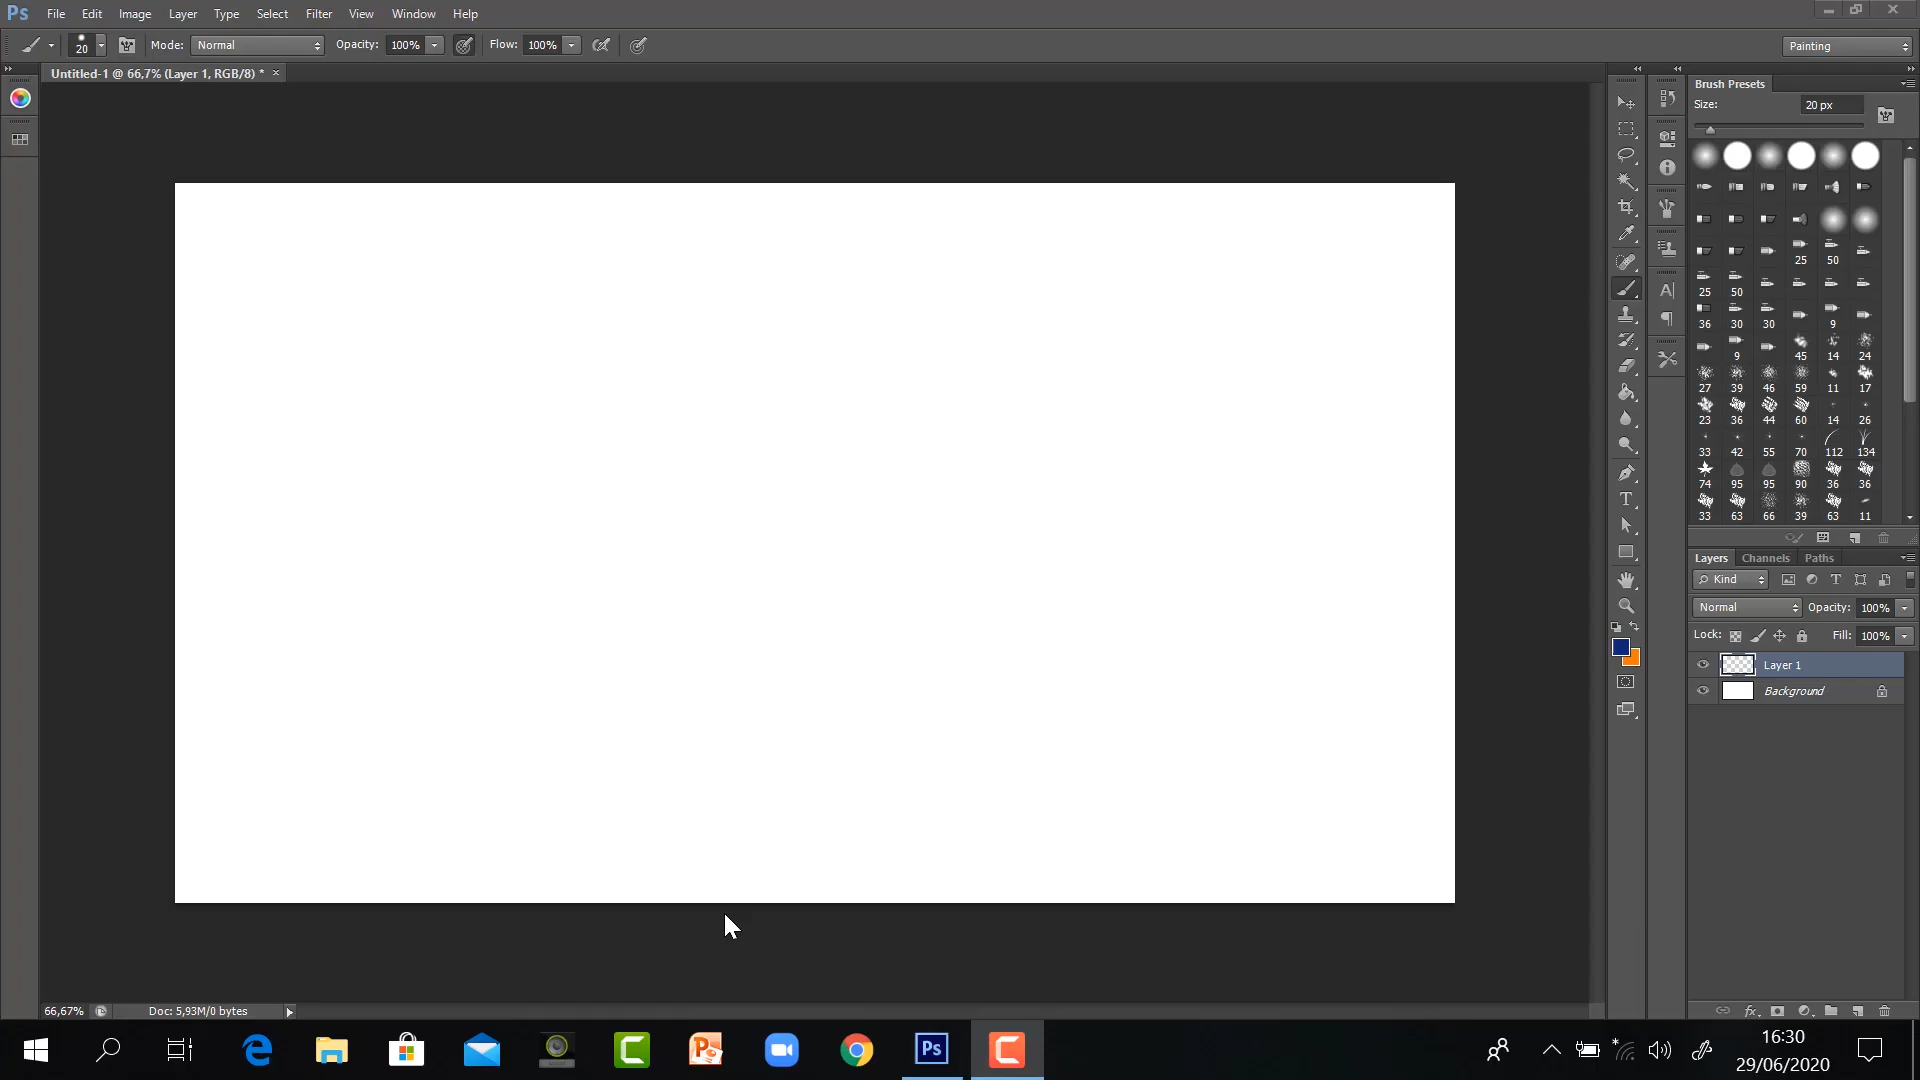 Ps File Edit Image Layer Type Select Filter View Window Help
20 Mode: Normal Opacity: 100% Flow: 100% Painting
Untitled-1 @ 66,7% (Layer 1, RGB/8) * ×
Brush Presets
Size: 20 px
25 50
25 50
36 30 30 9
9 45 14 24
27 39 46 59 11 17
23 36 44 60 14 26
33 42 55 70 112 134
74 95 95 90 36 36
33 63 66 39 63 11
Layers Channels Paths
Kind
Normal Opacity: 100%
Lock: Fill: 100%
Layer 1
Background
66,67% Doc: 5,93M/0 bytes
Ps
16:30
29/06/2020